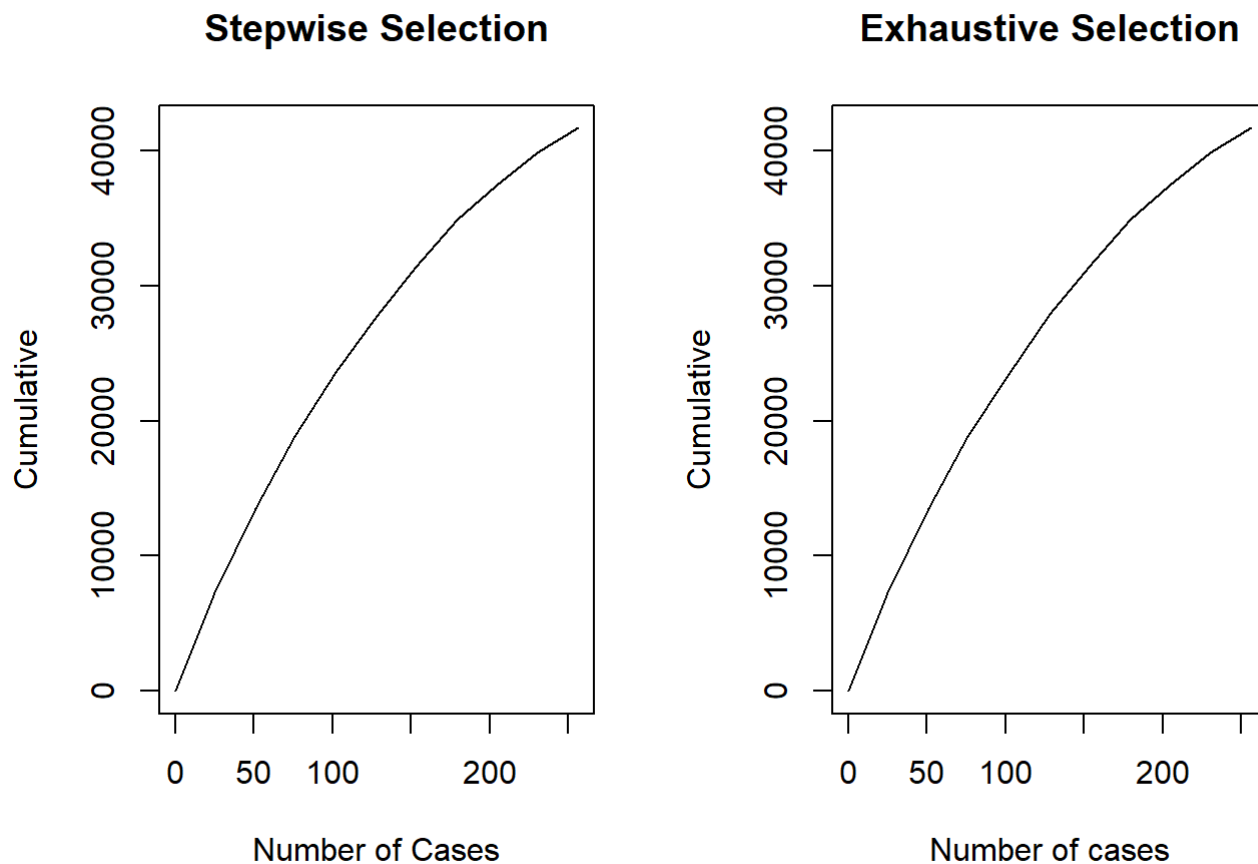 Stepwise Selection
Cumulative
40000
30000
20000
10000
0
0 50 100 200
Number of Cases
Exhaustive Selection
Cumulative
40000
30000
20000
10000
0
0 50 100 200
Number of cases